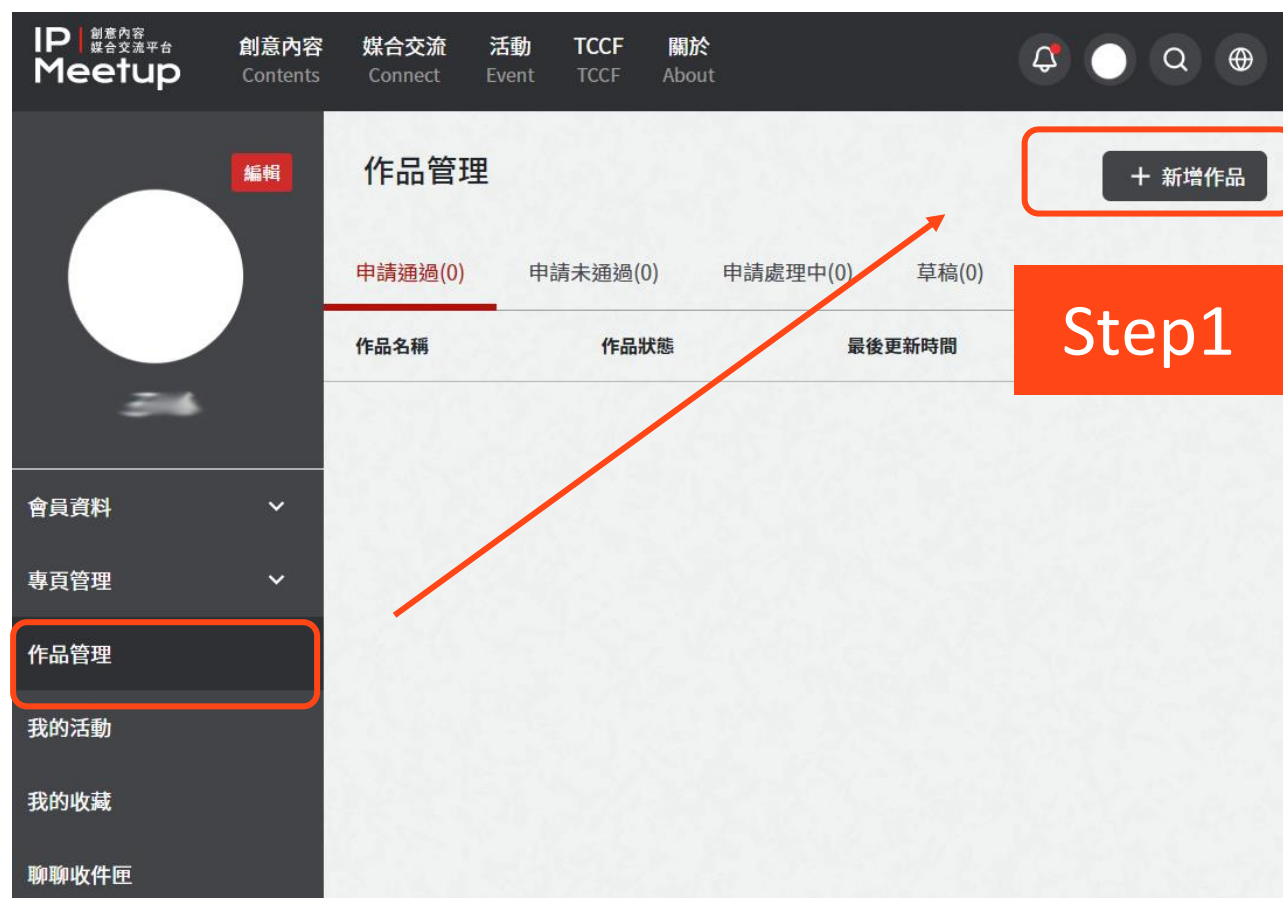 IP 創意內容
媒合交流平台
Meetup
創意內容 媒合交流 活動 TCCF 關於
Contents Connect Event TCCF About
編輯
作品管理
+ 新增作品
申請通過(0) 申請未通過(0) 申請處理中(0) 草稿(0)
作品名稱 作品狀態 最後更新時間
Step1
會員資料
專頁管理
作品管理
我的活動
我的收藏
聊聊收件匣